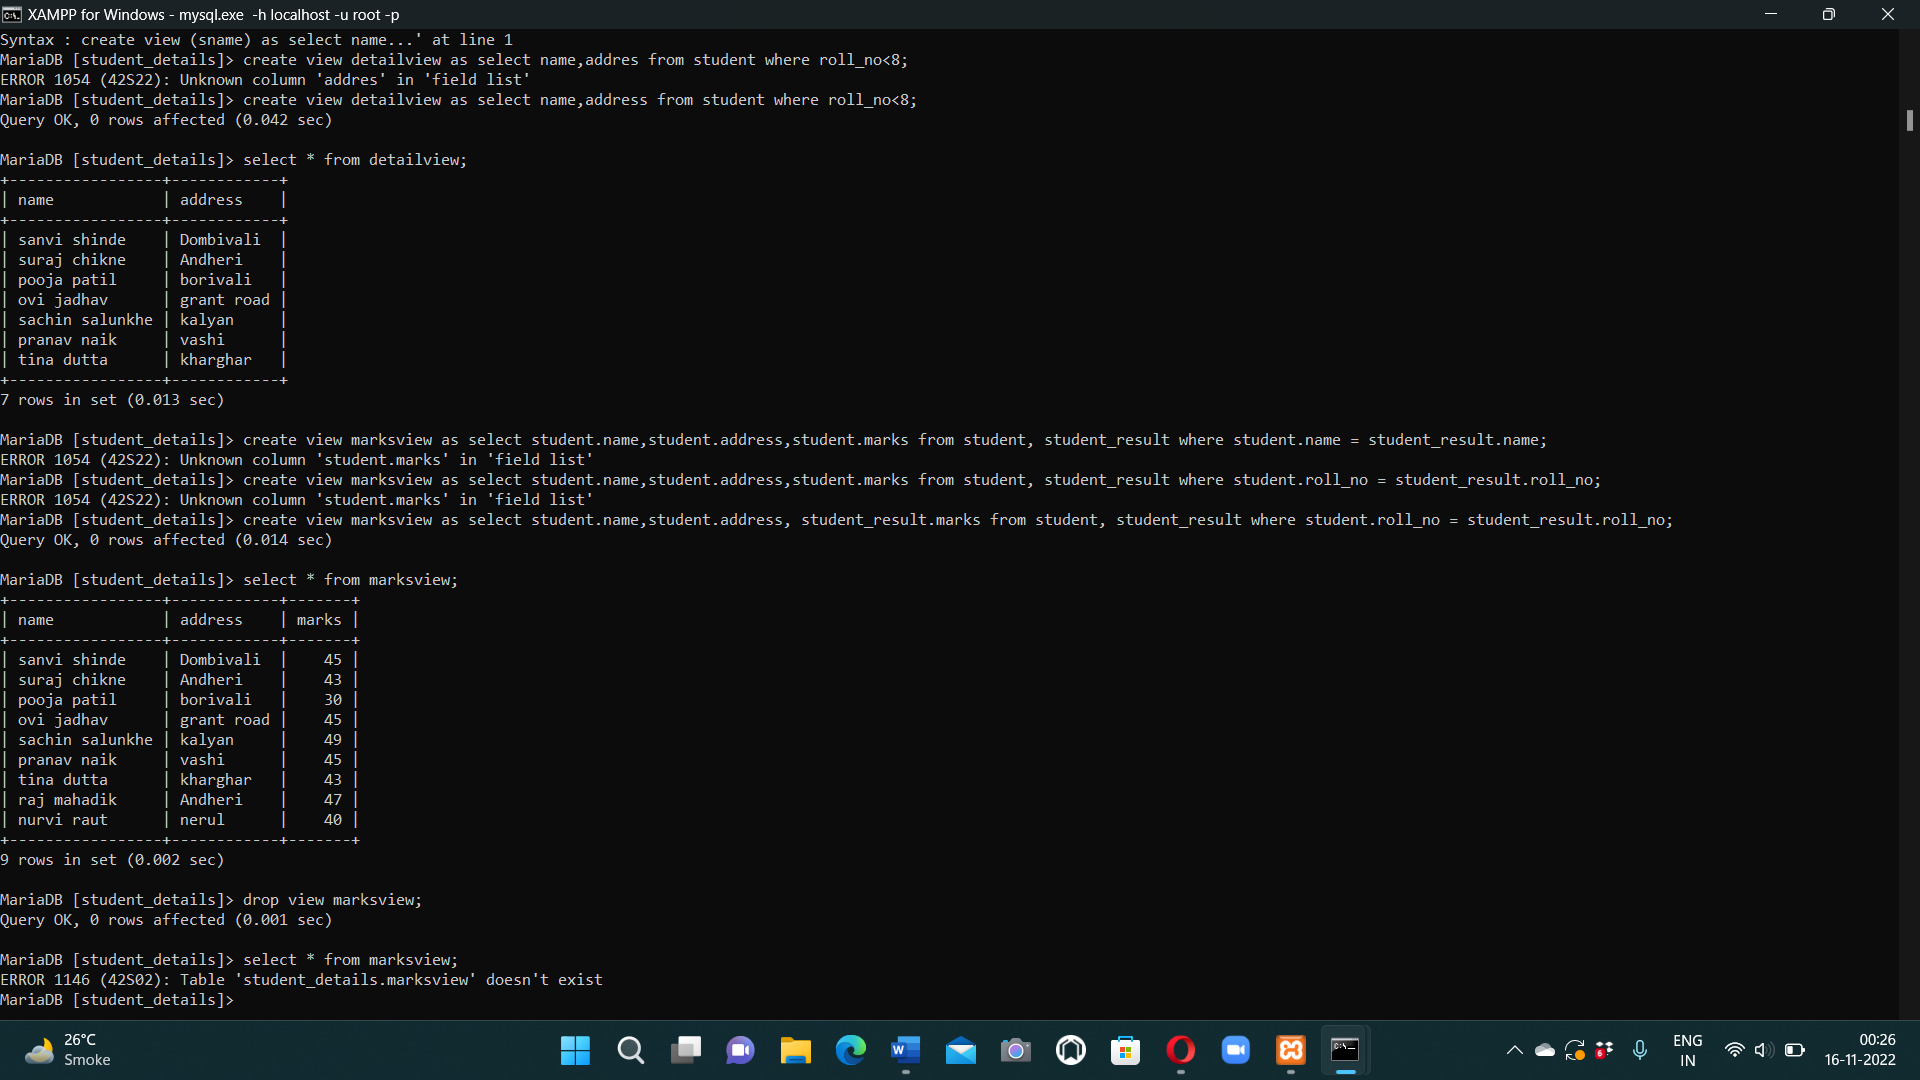 XAMPP for Windows - mysql.exe  -h localhost -u root -p
Syntax : create view (sname) as select name...' at line 1
MariaDB [student_details]> create view detailview as select name,addres from student where roll_no<8;
ERROR 1054 (42S22): Unknown column 'addres' in 'field list'
MariaDB [student_details]> create view detailview as select name,address from student where roll_no<8;
Query OK, 0 rows affected (0.042 sec)

MariaDB [student_details]> select * from detailview;
+-----------------+------------+
| name            | address    |
+-----------------+------------+
| sanvi shinde    | Dombivali  |
| suraj chikne    | Andheri    |
| pooja patil     | borivali   |
| ovi jadhav      | grant road |
| sachin salunkhe | kalyan     |
| pranav naik     | vashi      |
| tina dutta      | kharghar   |
+-----------------+------------+
7 rows in set (0.013 sec)

MariaDB [student_details]> create view marksview as select student.name,student.address,student.marks from student, student_result where student.name = student_result.name;
ERROR 1054 (42S22): Unknown column 'student.marks' in 'field list'
MariaDB [student_details]> create view marksview as select student.name,student.address,student.marks from student, student_result where student.roll_no = student_result.roll_no;
ERROR 1054 (42S22): Unknown column 'student.marks' in 'field list'
MariaDB [student_details]> create view marksview as select student.name,student.address, student_result.marks from student, student_result where student.roll_no = student_result.roll_no;
Query OK, 0 rows affected (0.014 sec)

MariaDB [student_details]> select * from marksview;
+-----------------+------------+-------+
| name            | address    | marks |
+-----------------+------------+-------+
| sanvi shinde    | Dombivali  |    45 |
| suraj chikne    | Andheri    |    43 |
| pooja patil     | borivali   |    30 |
| ovi jadhav      | grant road |    45 |
| sachin salunkhe | kalyan     |    49 |
| pranav naik     | vashi      |    45 |
| tina dutta      | kharghar   |    43 |
| raj mahadik     | Andheri    |    47 |
| nurvi raut      | nerul      |    40 |
+-----------------+------------+-------+
9 rows in set (0.002 sec)

MariaDB [student_details]> drop view marksview;
Query OK, 0 rows affected (0.001 sec)

MariaDB [student_details]> select * from marksview;
ERROR 1146 (42S02): Table 'student_details.marksview' doesn't exist
MariaDB [student_details]>
26°C
Smoke
W
6
ENG
IN
00:26
16-11-2022